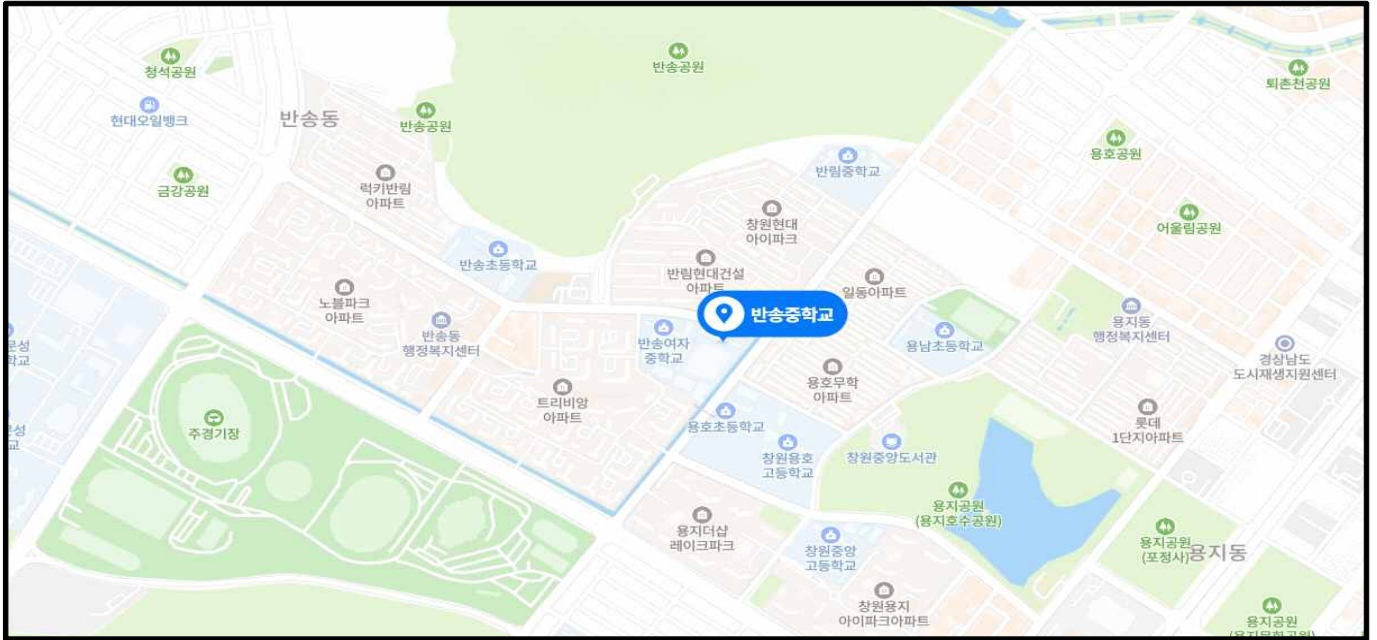 반송공원
청석공원
퇴촌천공원
현대오일뱅크
반송동
반송공원
용호공원
반림중학교
럭키반림
아파트
금강공원
창원현대
아이파크
어울림공원
반송초등학교
반림현대건설
아파트
일동아파트
노블파크
아파트
반송중학교
반송동
행정복지센터
반송여자
중학교
용남초등학교
용지동
행정복지센터
경상남도
도시재생지원센터
문성
학교
용호무학
아파트
트리비앙
아파트
주경기장
용호초등학교
롯데
1단지아파트
창원용호
고등학교
창원중앙도서관
용지공원
(용지호수공원)
용지더샵
레이크파크
창원중앙
고등학교
용지공원
(포정사)
용지동
창원용지
아이파크아파트
용지공원
(용지문화공원)